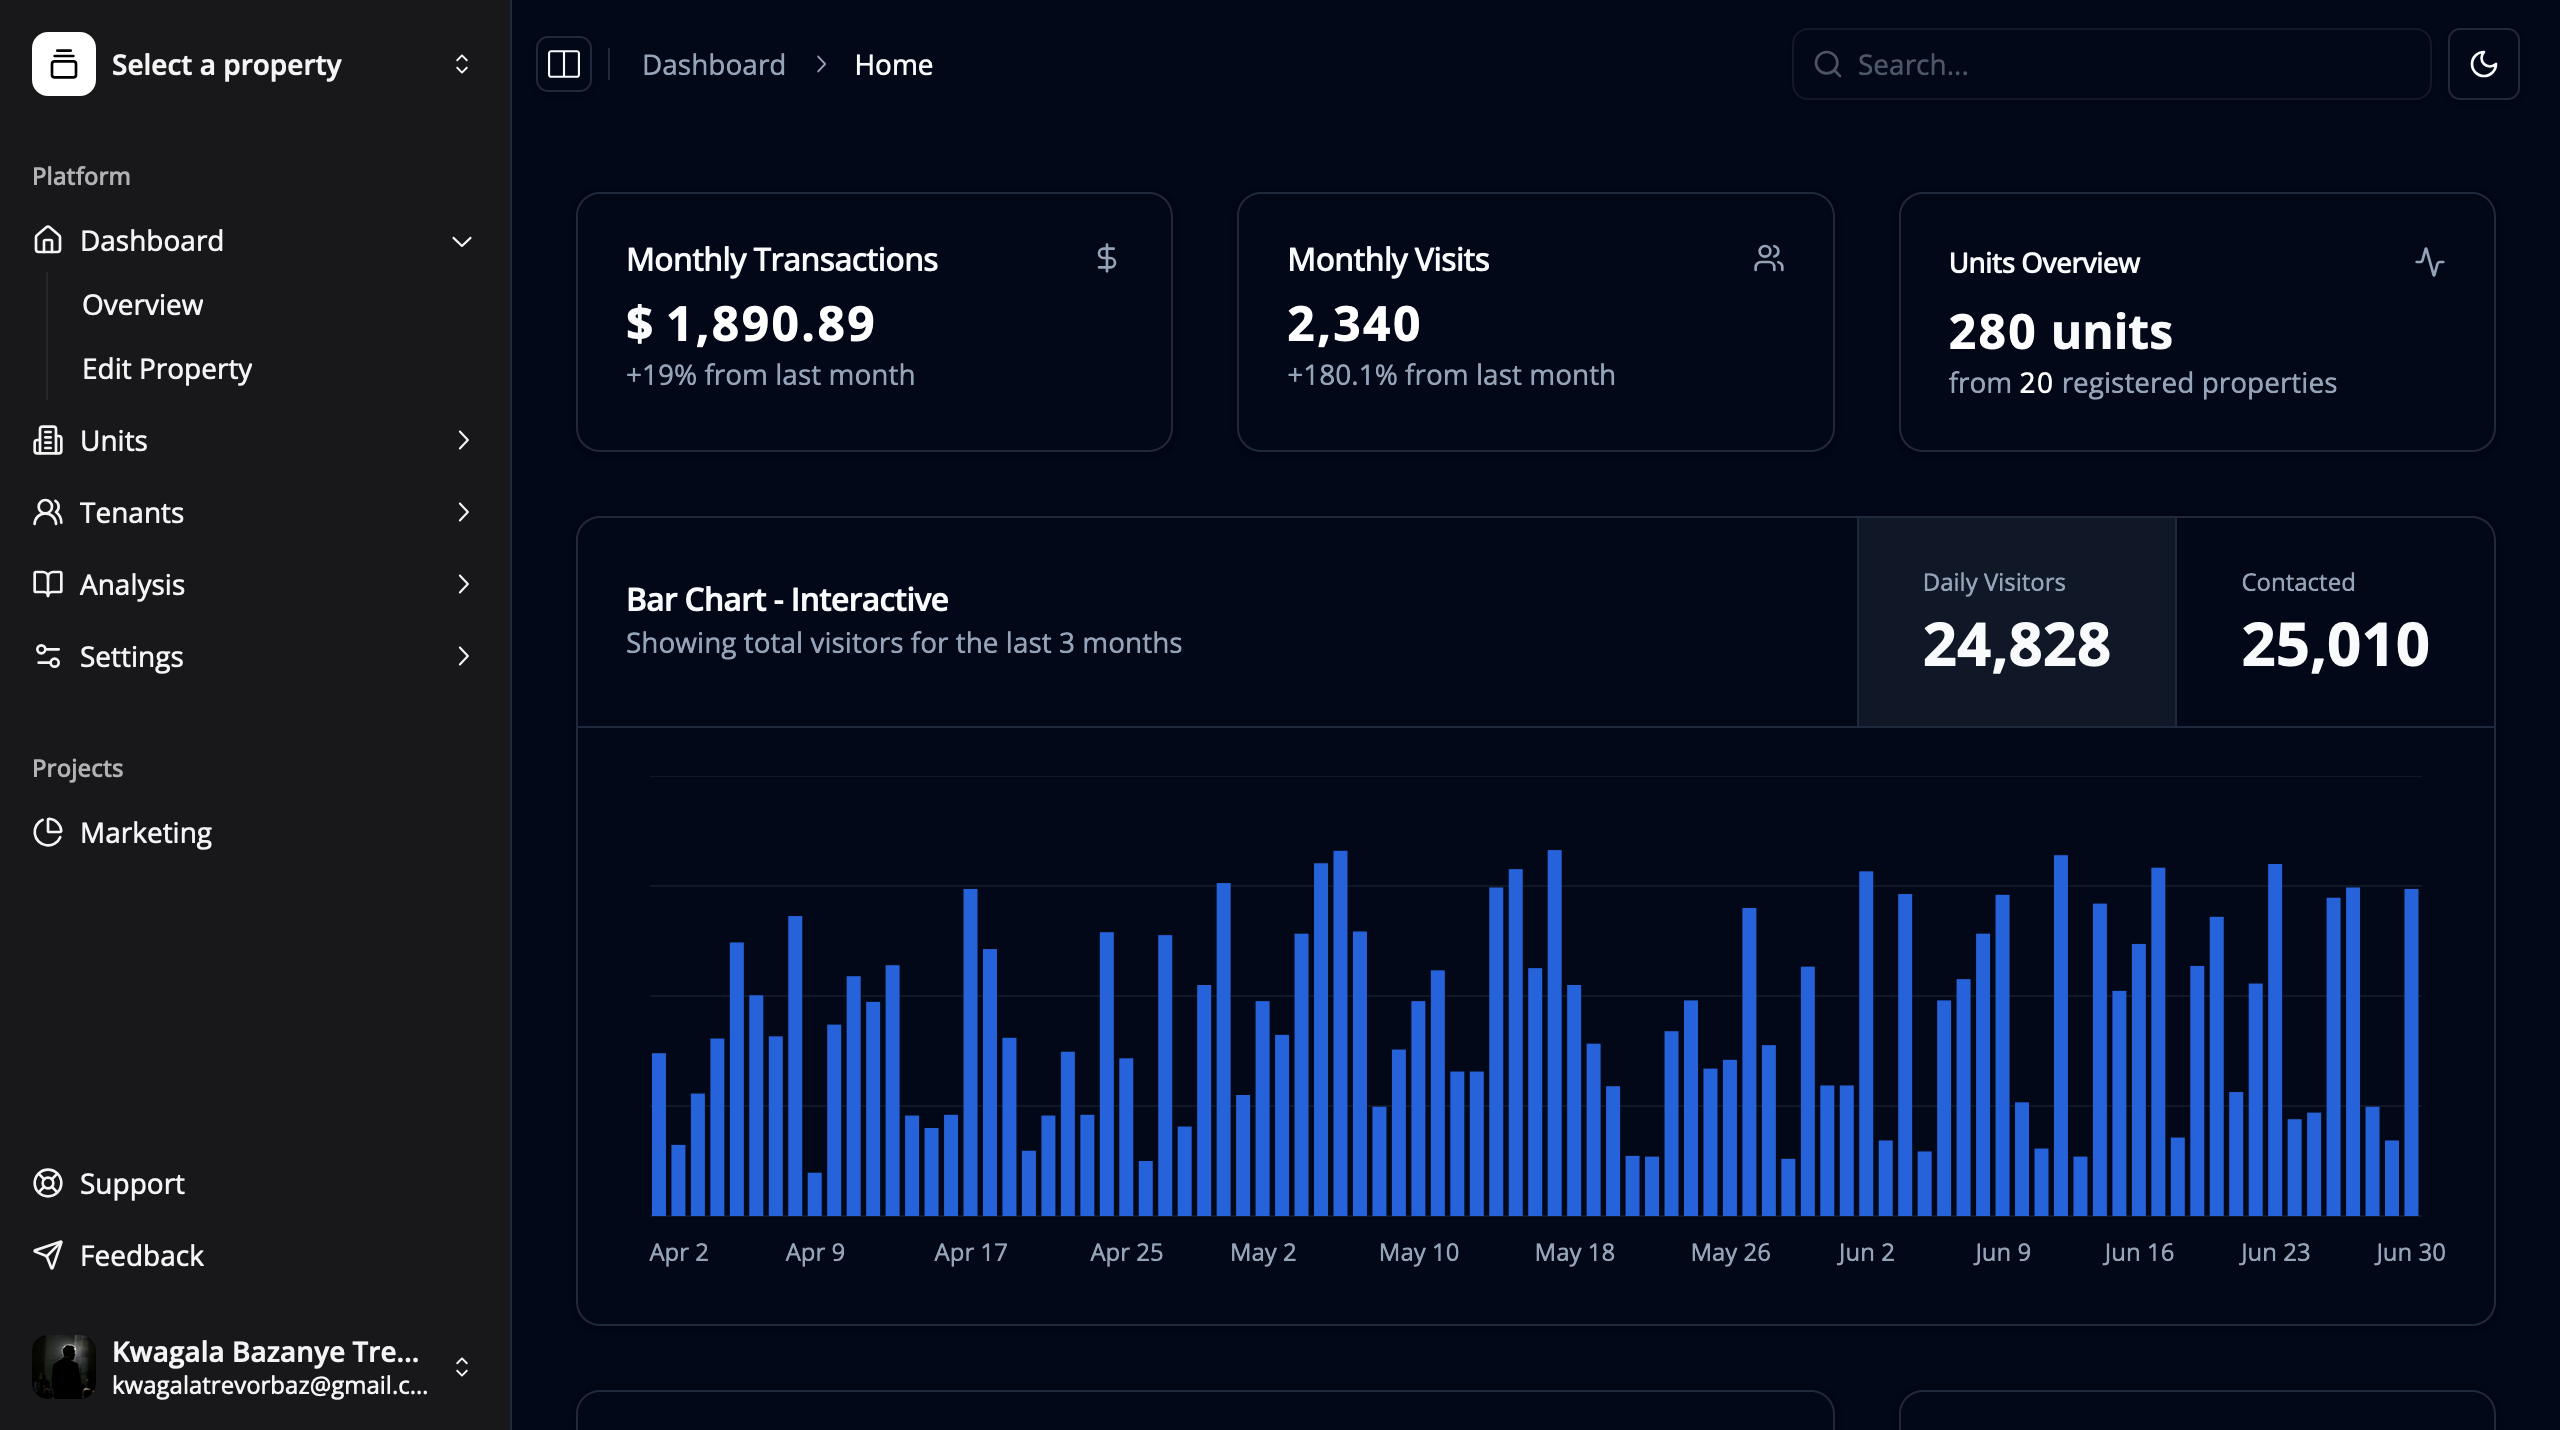 Select a property
Platform
Dashboard
Overview
Edit Property
Units
Tenants
Analysis
Settings
Projects
Marketing
Support
Feedback
Kwagala Bazanye Tre...
kwagalatrevorbaz@gmail.c...
Dashboard > Home
Search...
Monthly Transactions
$ 1,890.89
+19% from last month
Monthly Visits
2,340
+180.1% from last month
Units Overview
280 units
from 20 registered properties
Bar Chart - Interactive
Showing total visitors for the last 3 months
Daily Visitors
24,828
Contacted
25,010
Apr 2 Apr 9 Apr 17 Apr 25 May 2 May 10 May 18 May 26 Jun 2 Jun 9 Jun 16 Jun 23 Jun 30